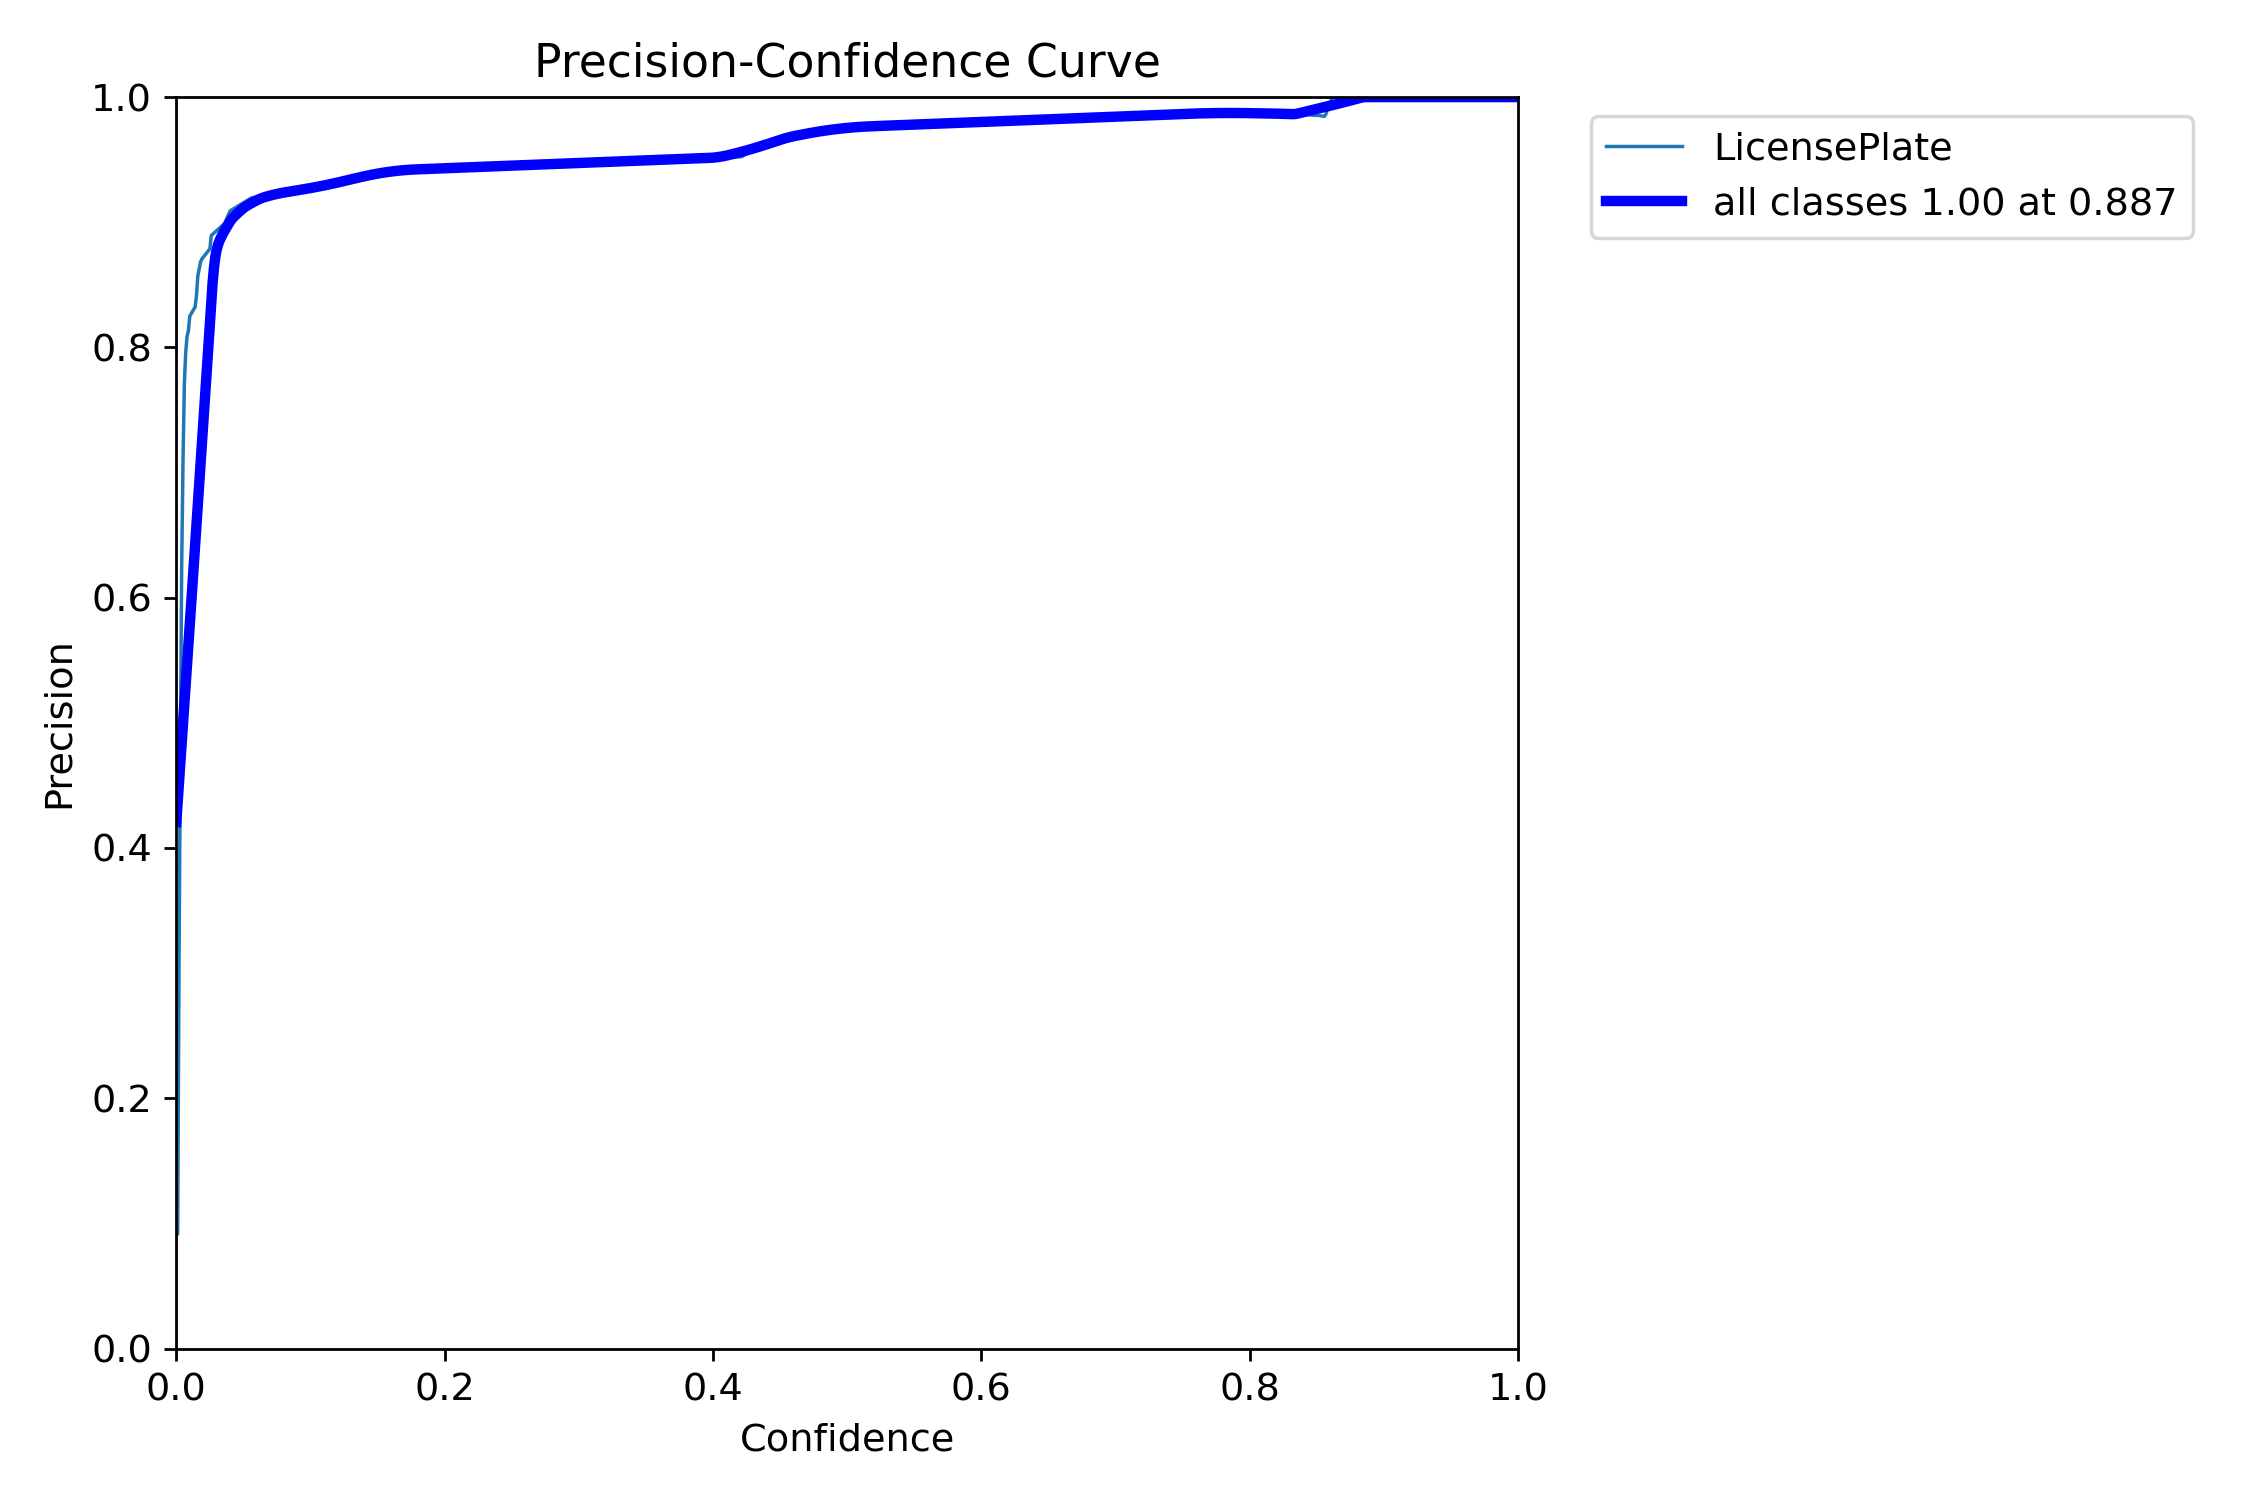 Precision-Confidence Curve
1.0
0.8
0.6
0.4
0.2
0.0
Precision
0.0 0.2 0.4 0.6 0.8 1.0
Confidence
LicensePlate
all classes 1.00 at 0.887